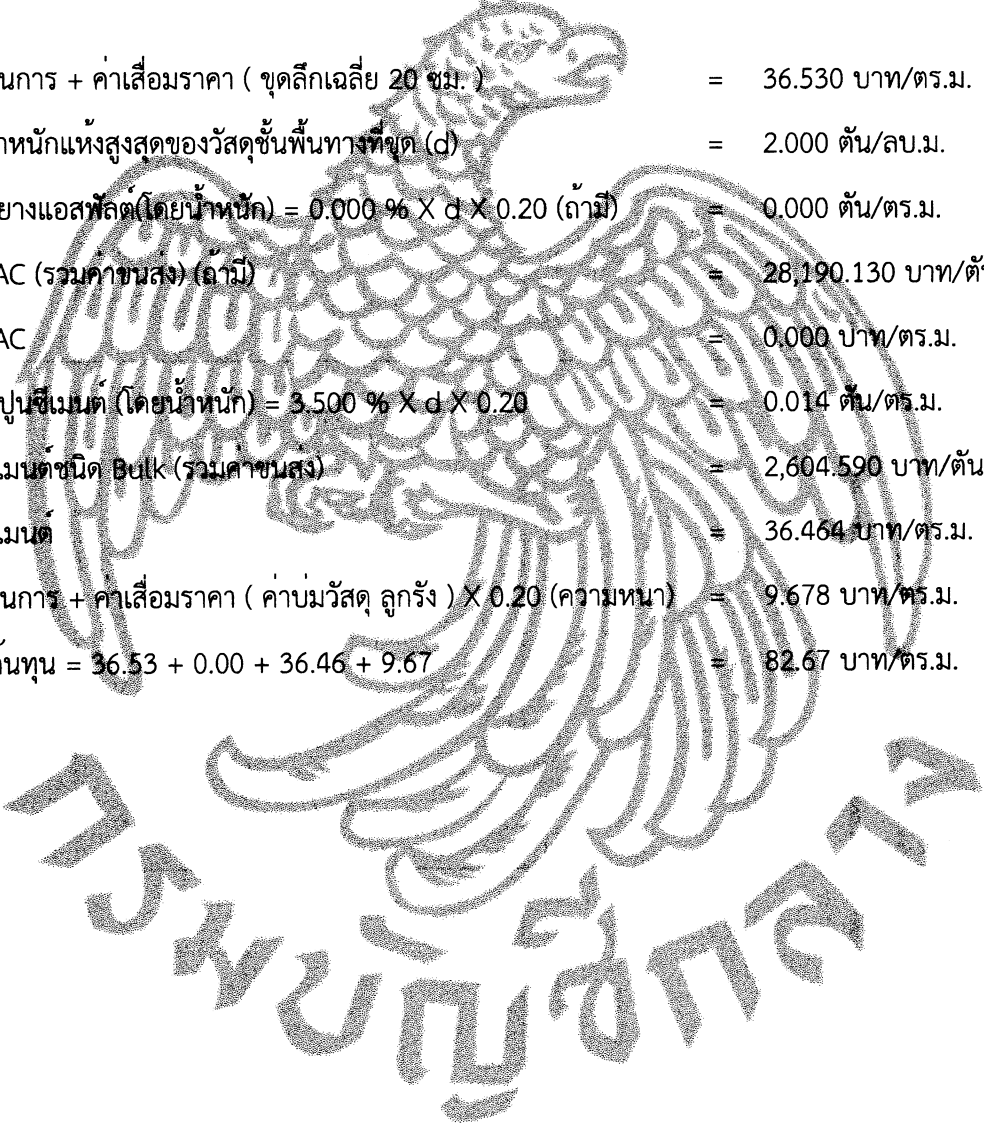 นการ + ค่าเสื่อมราคา ( ขุดลึกเฉลี่ย 20 ซม. ) = 36.530 บาท/ตร.ม.
ำหนักแห้งสูงสุดของวัสดุชั้นพื้นทางที่ขุด (d) = 2.000 ตัน/ลบ.ม.
ยางแอสฟัลต์(โดยน้ำหนัก) = 0.000 % X d X 0.20 (ถ้ามี) = 0.000 ตัน/ตร.ม.
AC (รวมค่าขนส่ง) (ถ้ามี) = 28,190.130 บาท/ตัน
AC = 0.000 บาท/ตร.ม.
ปูนซีเมนต์ (โดยน้ำหนัก) = 3.500 % X d X 0.20 = 0.014 ตัน/ตร.ม.
เมนต์ชนิด Bulk (รวมค่าขนส่ง) = 2,604.590 บาท/ตัน
เมนต์ = 36.464 บาท/ตร.ม.
นการ + ค่าเสื่อมราคา ( ค่าบ่มวัสดุ ลูกรัง ) X 0.20 (ความหนา) = 9.678 บาท/ตร.ม.
ต้นทุน = 36.53 + 0.00 + 36.46 + 9.67 = 82.67 บาท/ตร.ม.
กรมบัญชีกลาง